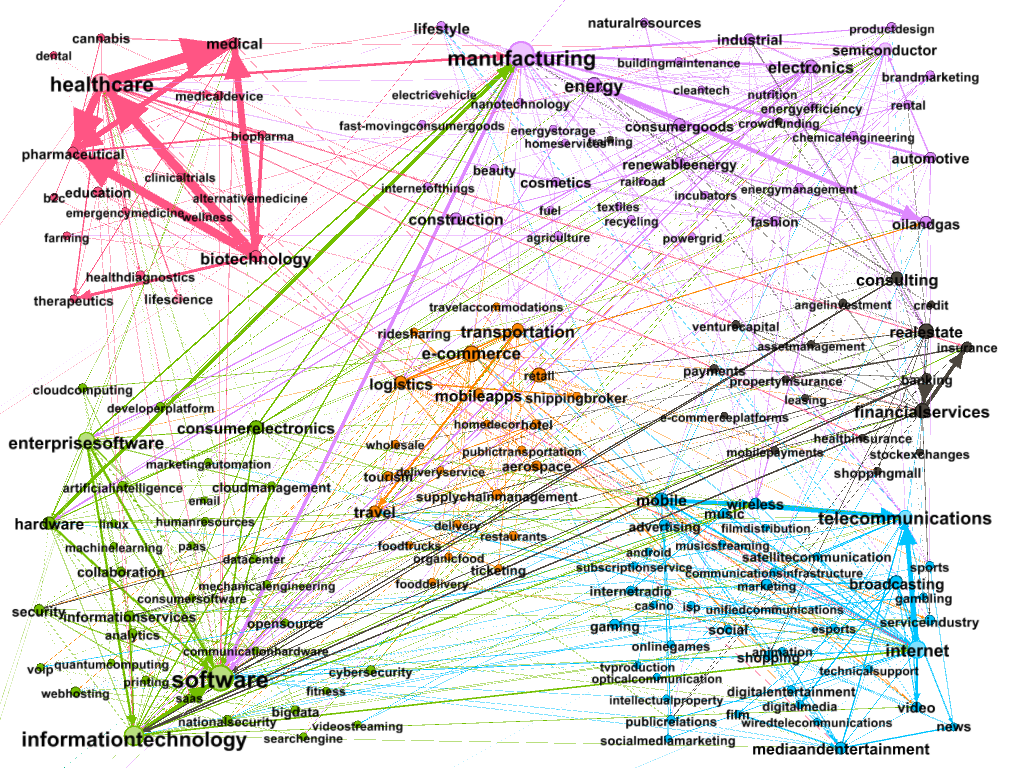 lifestyle
naturalresources
productdesign
cannabis
medical
industrial
semiconductor
dental
manufacturing
buildingmaintenance
electronics
healthcare
energy
cleantech
brandmarketing
medicaldevice
electricvehicle
nanotechnology
nutrition
energyefficiency
rental
fast-movingconsumergoods
energystorage
consumergoods
crowdfunding
biopharma
homeservices
training
chemicalengineering
pharmaceutical
renewableenergy
automotive
clinicaltrials
beauty
cosmetics
railroad
b2c
education
alternativemedicine
internetofthings
incubators
energymanagement
emergencymedicine
wellness
construction
fuel
textiles
recycling
fashion
oilandgas
farming
agriculture
powergrid
biotechnology
healthdiagnostics
consulting
therapeutics
lifescience
travelaccommodations
angelinvestment
credit
ridesharing
transportation
venturecapital
realestate
e-commerce
assetmanagement
insurance
cloudcomputing
logistics
retail
payments
propertyinsurance
banking
developerplatform
mobileapps
shippingbroker
leasing
enterprisesoftware
consumerelectronics
homedecor
hotel
e-commerceplatforms
financialservices
wholesale
publictransportation
mobilepayments
healthinsurance
stockexchanges
marketingautomation
tourism
deliveryservice
aerospace
shoppingmall
artificialintelligence
cloudmanagement
email
supplychainmanagement
mobile
wireless
hardware
linux
humanresources
travel
delivery
advertising
music
filmdistribution
telecommunications
machinelearning
paas
datacenter
foodtrucks
restaurants
organicfood
android
musicstreaming
satellitecommunication
collaboration
mechanicalengineering
fooddelivery
ticketing
subscriptionservice
communicationsinfrastructure
sports
consumersoftware
internetradio
marketing
broadcasting
security
informationservices
casino
isp
unifiedcommunications
gambling
analytics
opensource
gaming
social
esports
serviceindustry
communicationhardware
onlinegames
shopping
animation
internet
voip
quantumcomputing
printing
software
cybersecurity
tvproduction
opticalcommunication
technicalsupport
webhosting
saas
fitness
intellectualproperty
digitalentertainment
digitalmedia
video
nationalsecurity
bigdata
videostreaming
publicrelations
film
wiredtelecommunications
news
informationtechnology
searchengine
socialmediamarketing
mediaandentertainment